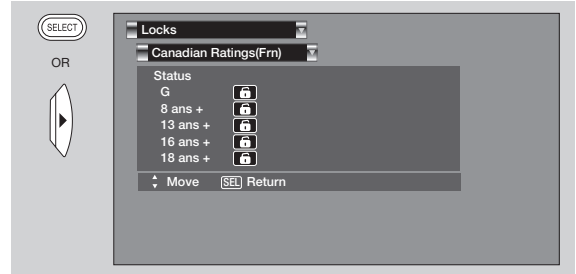 SELECT
OR
Locks
Canadian Ratings(Frn)
Status
G
8 ans +
13 ans +
16 ans +
18 ans +
Move SEL Return